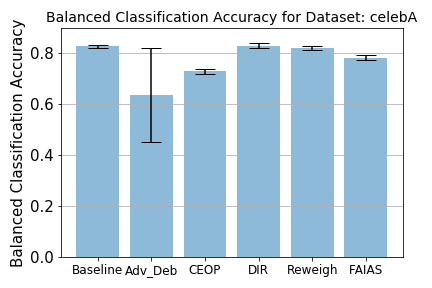 Balanced Classification Accuracy for Dataset: celebA
Balanced Classification Accuracy
0.8
0.6
0.4
0.2
0.0
Baseline Adv_Deb CEOP DIR Reweigh FAIAS